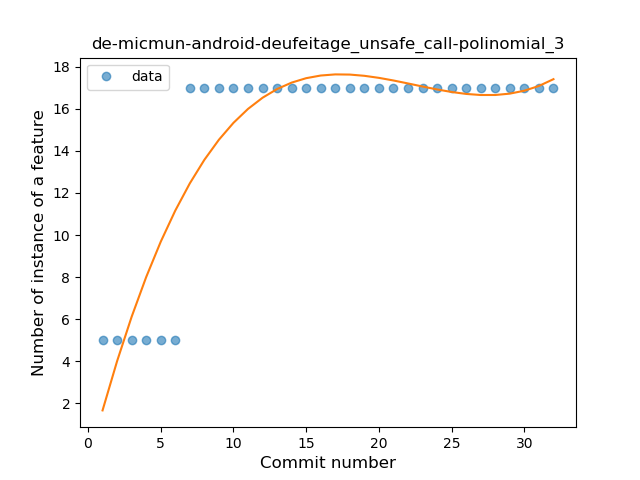 de-micmun-android-deufeitage_unsafe_call-polinomial_3
data
Number of instance of a feature
18
16
14
12
10
8
6
4
2
0 5 10 15 20 25 30
Commit number